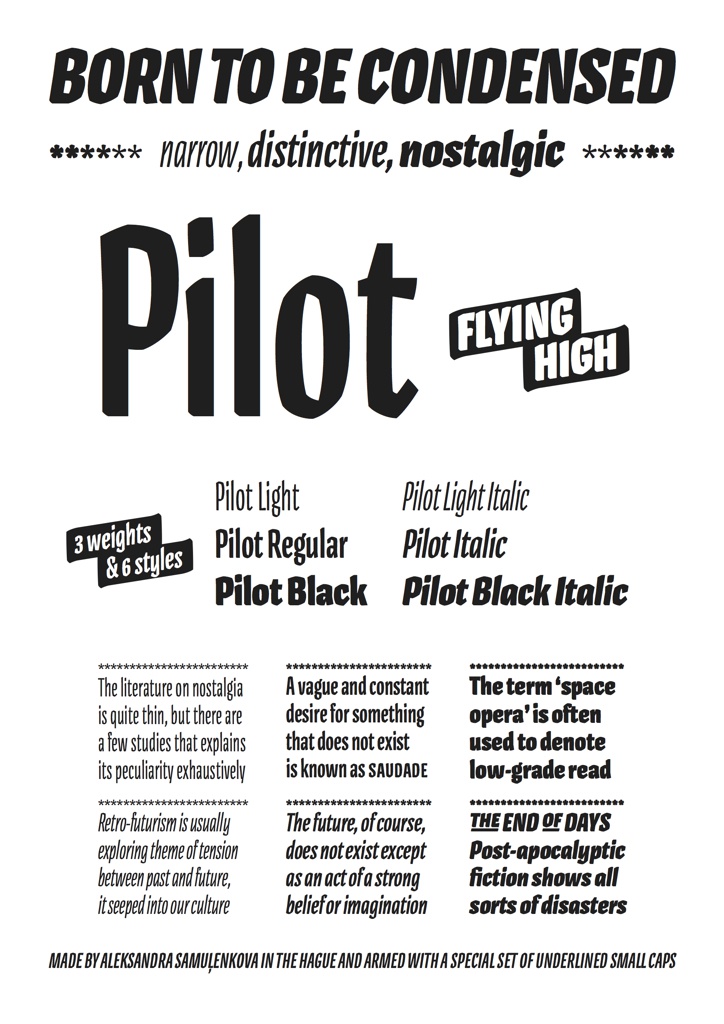 BORN TO BE CONDENSED
****** narrow, distinctive, nostalgic ******
Pilot
FLYING
HIGH
Pilot Light
Pilot Light Italic
3 weights
& 6 styles
Pilot Regular
Pilot Italic
Pilot Black
Pilot Black Italic
The literature on nostalgia
is quite thin, but there are
a few studies that explains
its peculiarity exhaustively
A vague and constant
desire for something
that does not exist
is known as SAUDADE
The term ‘space
opera’ is often
used to denote
low-grade read
Retro-futurism is usually
exploring theme of tension
between past and future,
it seeped into our culture
The future, of course,
does not exist except
as an act of a strong
belief or imagination
THE END OF DAYS
Post-apocalyptic
fiction shows all
sorts of disasters
MADE BY ALEKSANDRA SAMUĻENKOVA IN THE HAGUE AND ARMED WITH A SPECIAL SET OF UNDERLINED SMALL CAPS